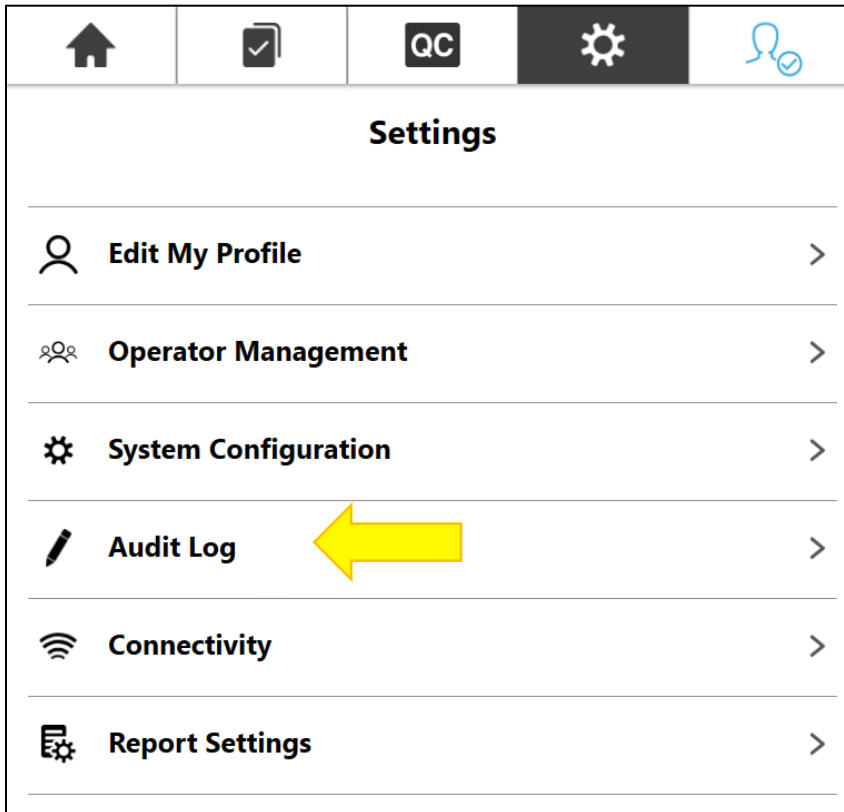 QC
Settings
Edit My Profile
Operator Management
System Configuration
Audit Log
Connectivity
Report Settings